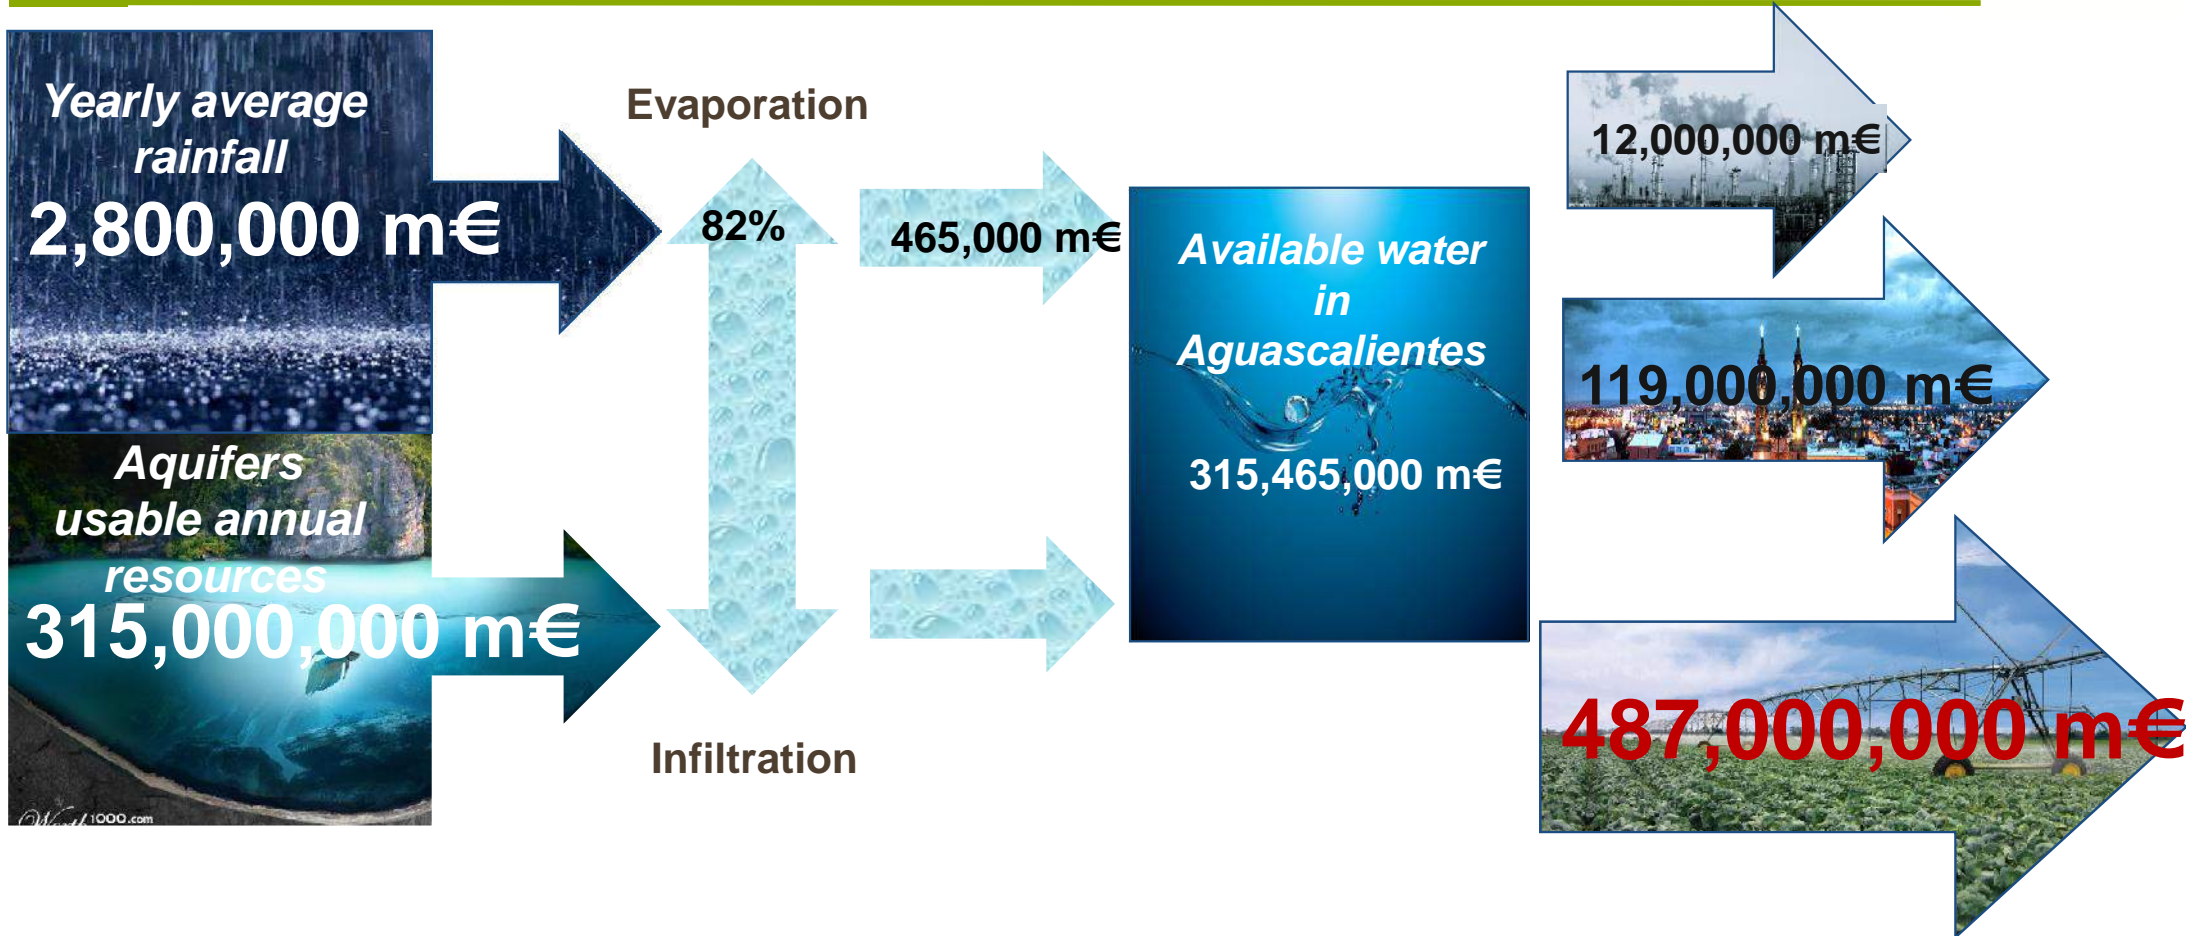 Yearly average
rainfall
2,800,000 m€
Aquifers
usable annual
resources
315,000,000 m€
1000.com
Evaporation
82%
Infiltration
465,000 m€
Available water
in
Aguascalientes
315,465,000 m€
12,000,000 m€
119,000,000 m€
487,000,000 m€